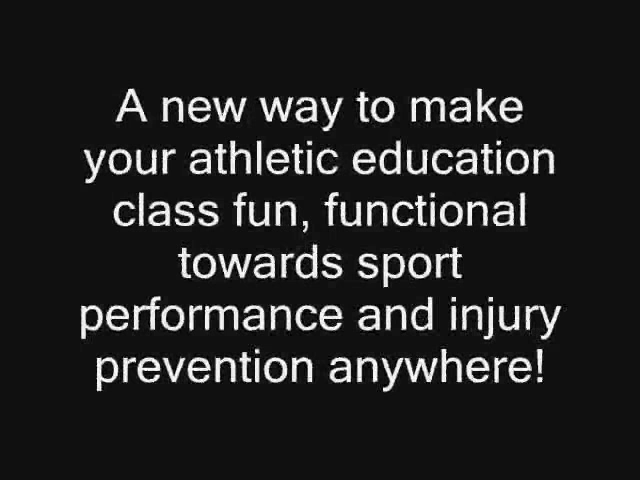 A new way to make
your athletic education
class fun, functional
towards sport
performance and injury
prevention anywhere!